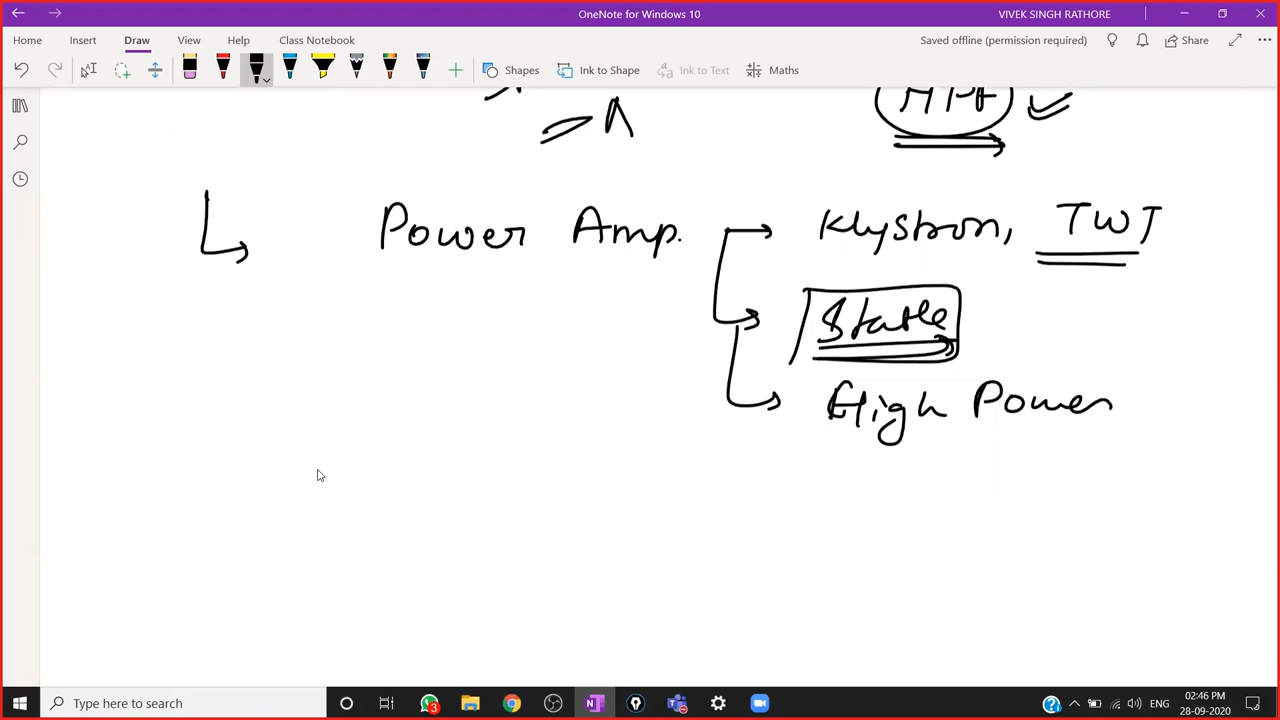 OneNote for Windows 10
VIVEK SINGH RATHORE
Home Insert Draw View Help Class Notebook
Saved offline (permission required)
Share
Shapes
Ink to Shape
Ink to Text
Maths
Power Amp. Klystron, TWT
Stable
High Power
Type here to search
3
ENG
02:46 PM
28-09-2020